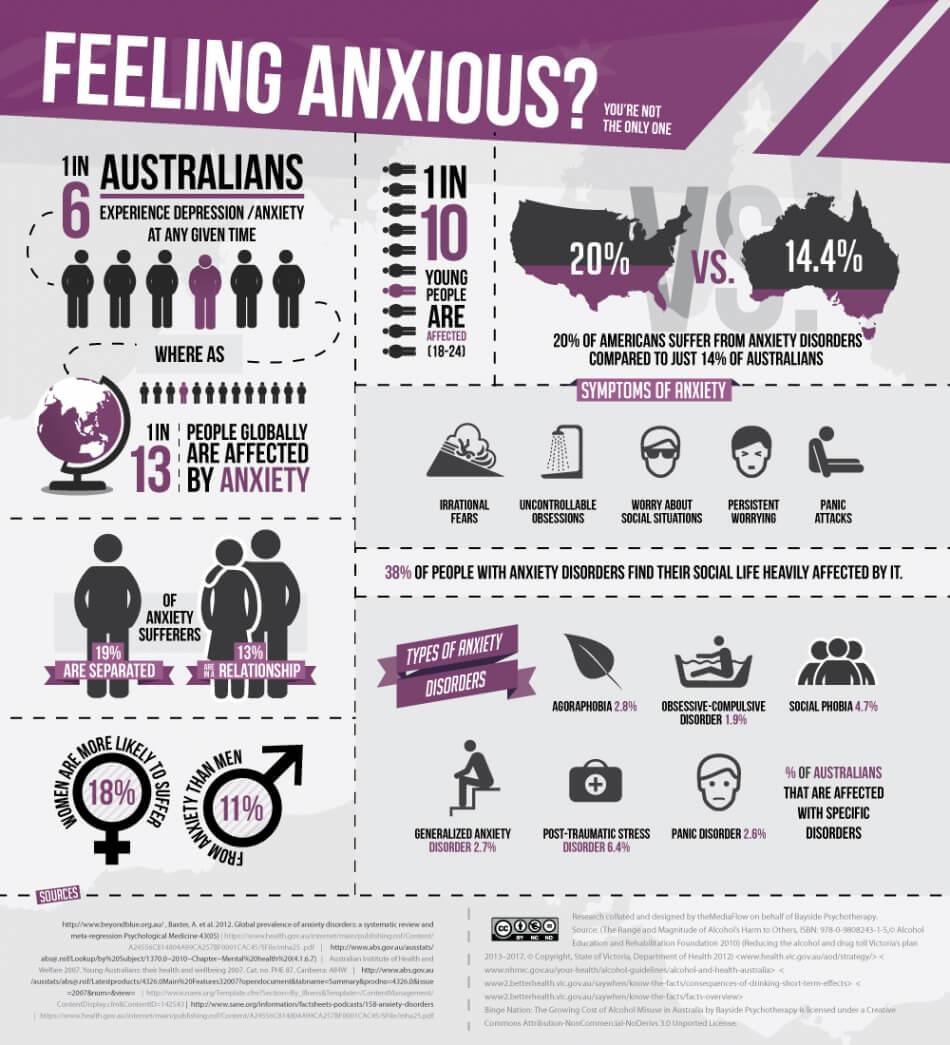 FEELING ANXIOUS?
YOU'RE NOT
THE ONLY ONE
1 IN
6
AUSTRALIANS
EXPERIENCE DEPRESSION /ANXIETY
AT ANY GIVEN TIME
WHERE AS
1 IN
13
PEOPLE GLOBALLY
ARE AFFECTED
BY ANXIETY
1 IN
10
YOUNG
PEOPLE
ARE
AFFECTED
(18-24)
VS.!
20%
VS.
14.4%
20% OF AMERICANS SUFFER FROM ANXIETY DISORDERS
COMPARED TO JUST 14% OF AUSTRALIANS
SYMPTOMS OF ANXIETY
IRRATIONAL
FEARS
UNCONTROLLABLE
OBSESSIONS
WORRY ABOUT
SOCIAL SITUATIONS
PERSISTENT
WORRYING
PANIC
ATTACKS
38% OF PEOPLE WITH ANXIETY DISORDERS FIND THEIR SOCIAL LIFE HEAVILY AFFECTED BY IT.
OF
ANXIETY
SUFFERERS
19%
ARE SEPARATED
13%
ARE IN A RELATIONSHIP
WOMEN ARE MORE LIKELY TO SUFFER
18%
FROM ANXIETY THAN MEN
11%
TYPES OF ANXIETY
DISORDERS
AGORAPHOBIA 2.8%
OBSESSIVE-COMPULSIVE
DISORDER 1.9%
SOCIAL PHOBIA 4.7%
GENERALIZED ANXIETY
DISORDER 2.7%
POST-TRAUMATIC STRESS
DISORDER 6.4%
PANIC DISORDER 2.6%
% OF AUSTRALIANS
THAT ARE AFFECTED
WITH SPECIFIC
DISORDERS
SOURCES
http://www.beyondblue.org.au/ , Baxter, A. et al. 2012. Global prevalence of anxiety disorders: a systematic review and
meta-regression Psychological Medicine 43(05) | https://www.health.gov.au/internet/main/publishing.nsf/Content/
A24556C814804A99CA257BF0001CAC45/$File/mha25.pdf | http://www.abs.gov.au/ausstats/
abs@.nsf/Lookup/by%20Subject/1370.0~2010~Chapter~Mental%20health%20(4.1.6.7) | Australian Institute of Health and
Welfare 2007. Young Australians: their health and wellbeing 2007. Cat. no. PHE 87. Canberra: AIHW | http://www.abs.gov.au
/ausstats/abs@.nsf/Latestproducts/4326.0Main%20Features32007?opendocument&tabname=Summary&prodno=4326.0&issue
=2007&num=&view= |
ContentDisplay.cfm&ContentID=142543 | http://www.sane.org/information/factsheets-podcasts/158-anxiety-disorders
| https://www.health.gov.au/internet/main/publishing.nsf/Content/A24556C814804A99CA257BF0001CAC45/$File/mha25.pdf
CC
BY NC ND
Research collated and designed by theMediaFlow on behalf of Bayside Psychotherapy.
Source: (The Range and Magnitude of Alcohol's Harm to Others, ISBN: 978-0-9808243-1-5,© Alcohol
Education and Rehabilitation Foundation 2010) (Reducing the alcohol and drug toll Victoria's plan
2013–2017, © Copyright, State of Victoria, Department of Health 2012) <www.health.vic.gov.au/aod/strategy/> <
www.nhmrc.gov.au/your-health/alcohol-guidelines/alcohol-and-health-australia> <
www2.betterhealth.vic.gov.au/saywhen/know-the-facts/consequences-of-drinking-short-term-effects> <
www2.betterhealth.vic.gov.au/saywhen/know-the-facts/facts-overview>
Binge Nation: The Growing Cost of Alcohol Misuse in Australia by Bayside Psychotherapy is licensed under a Creative
Commons Attribution-NonCommercial-NoDerivs 3.0 Unported License.